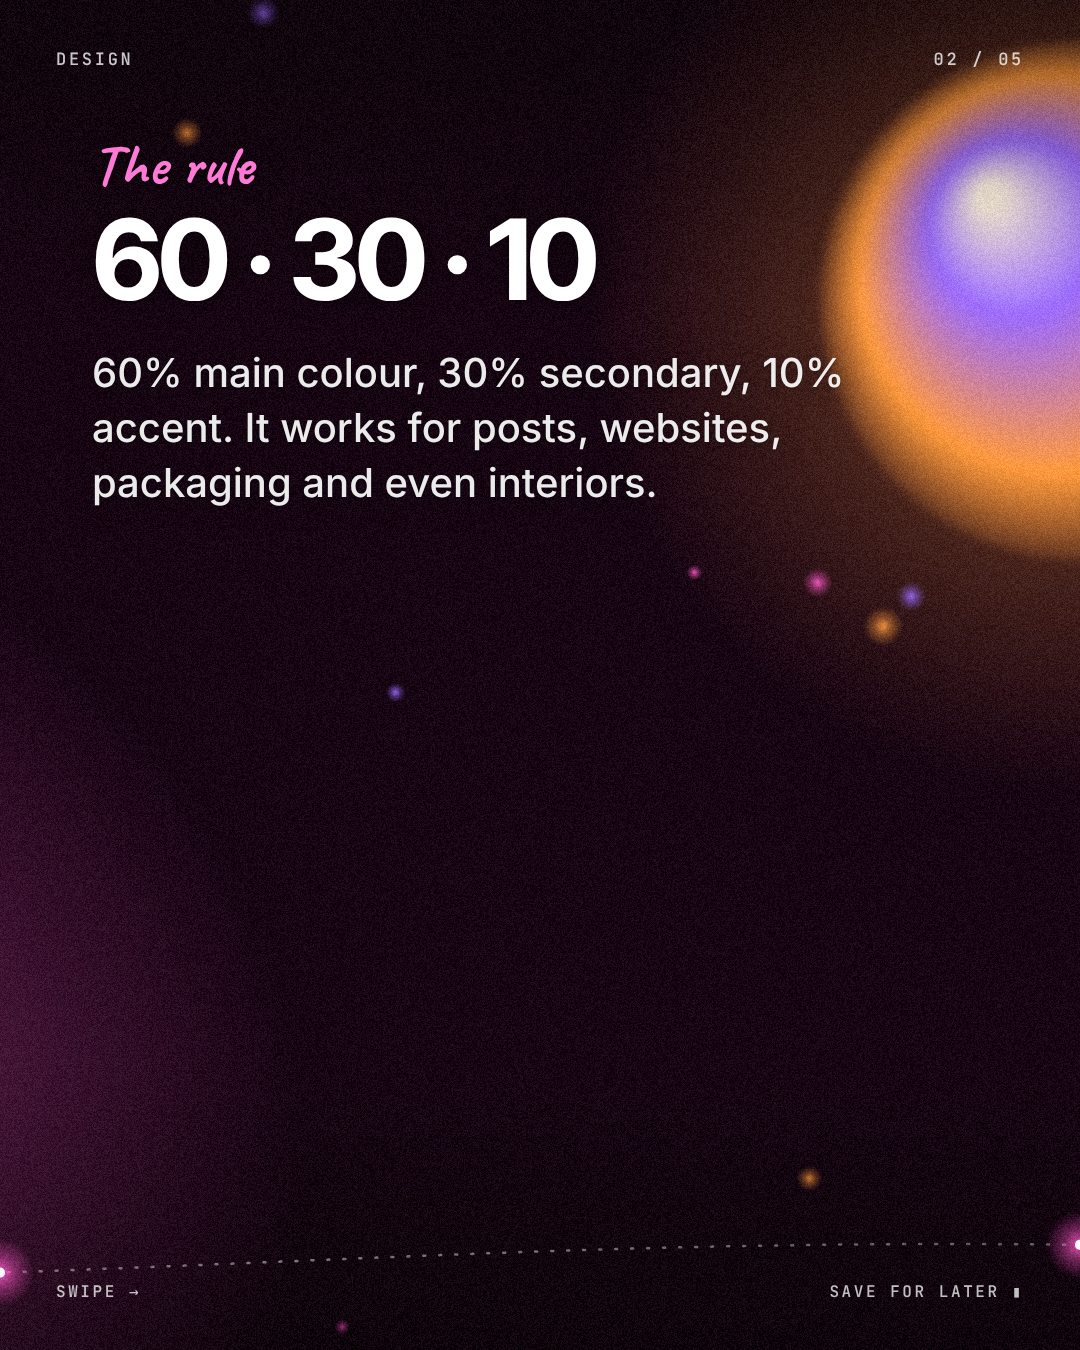 DESIGN
02 / 05
The rule
60 · 30 · 10
60% main colour, 30% secondary, 10%
accent. It works for posts, websites,
packaging and even interiors.
SWIPE →
SAVE FOR LATER ▮